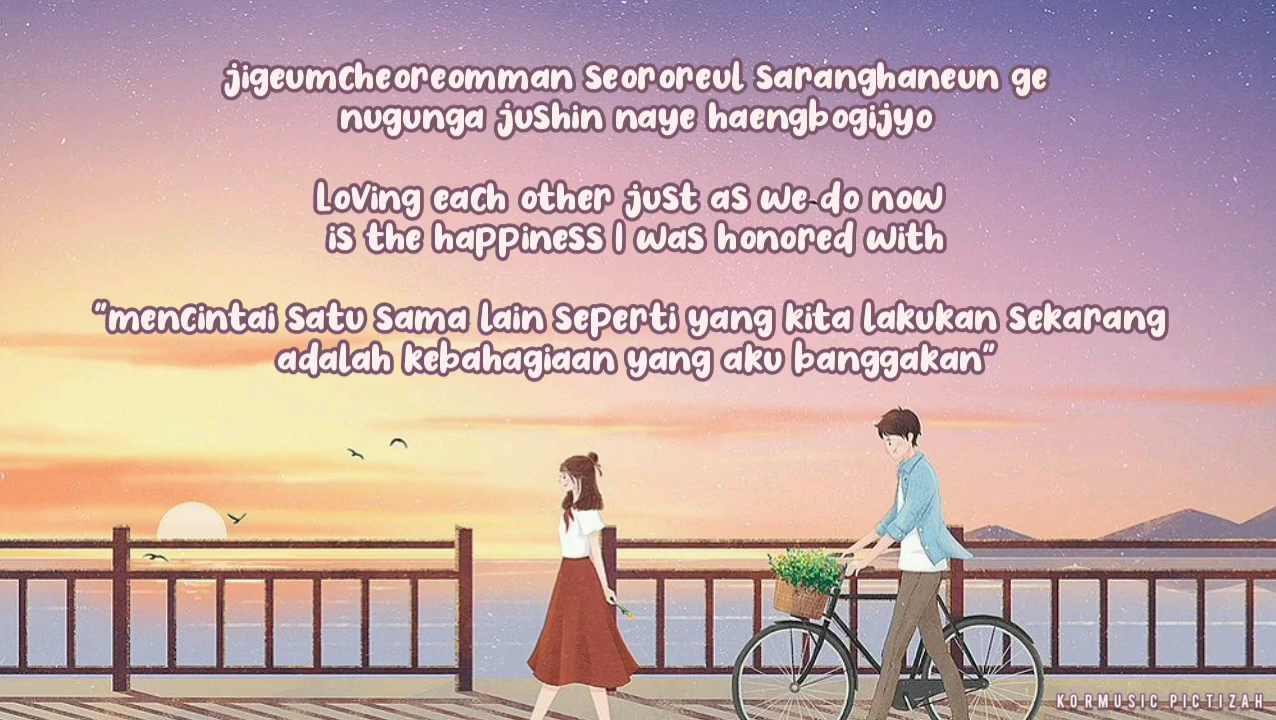 jigeumcheoreomman seororeul saranghaneun ge
nugunga jushin naye haengbogijyo
Loving each other just as we do now
is the happiness I was honored with
"mencintai satu sama lain seperti yang kita lakukan sekarang
adalah kebahagiaan yang aku banggakan"
KORMUSIC PICTIZAH